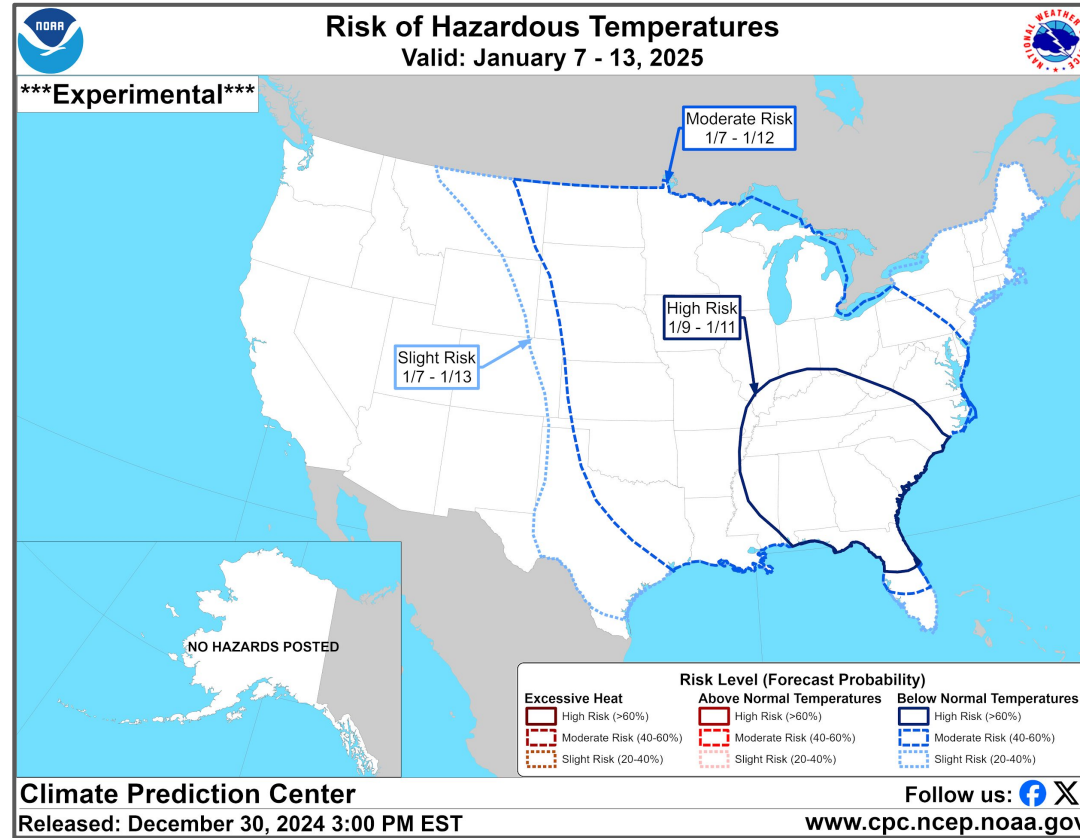 NOAA
Risk of Hazardous Temperatures
Valid: January 7 - 13, 2025
NATIONAL WEATHER
***Experimental***
Moderate Risk
1/7 - 1/12
High Risk
1/9 - 1/11
Slight Risk
1/7 - 1/13
NO HAZARDS POSTED
Risk Level (Forecast Probability)
Excessive Heat
High Risk (>60%)
Moderate Risk (40-60%)
Slight Risk (20-40%)
Above Normal Temperatures
High Risk (>60%)
Moderate Risk (40-60%)
Slight Risk (20-40%)
Below Normal Temperatures
High Risk (>60%)
Moderate Risk (40-60%)
Slight Risk (20-40%)
Climate Prediction Center
Follow us:
Released: December 30, 2024 3:00 PM EST
www.cpc.ncep.noaa.gov